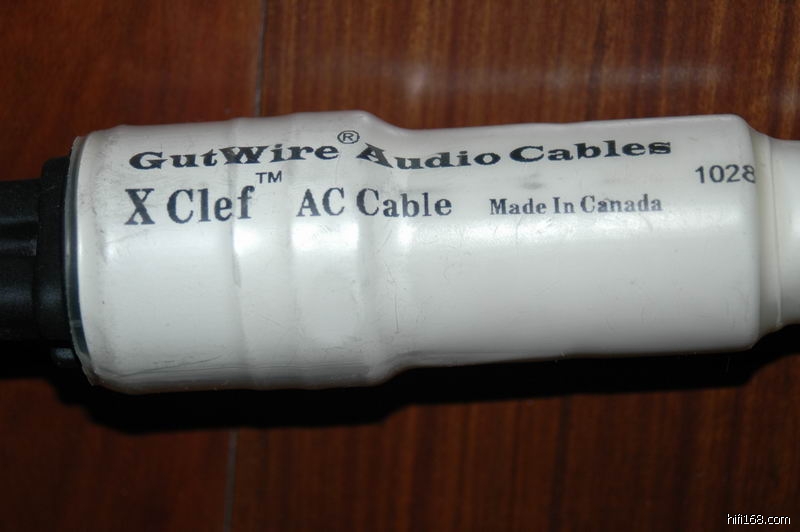 GutWire® Audio Cables
X Clef™ AC Cable Made In Canada 1028
hifi168.com